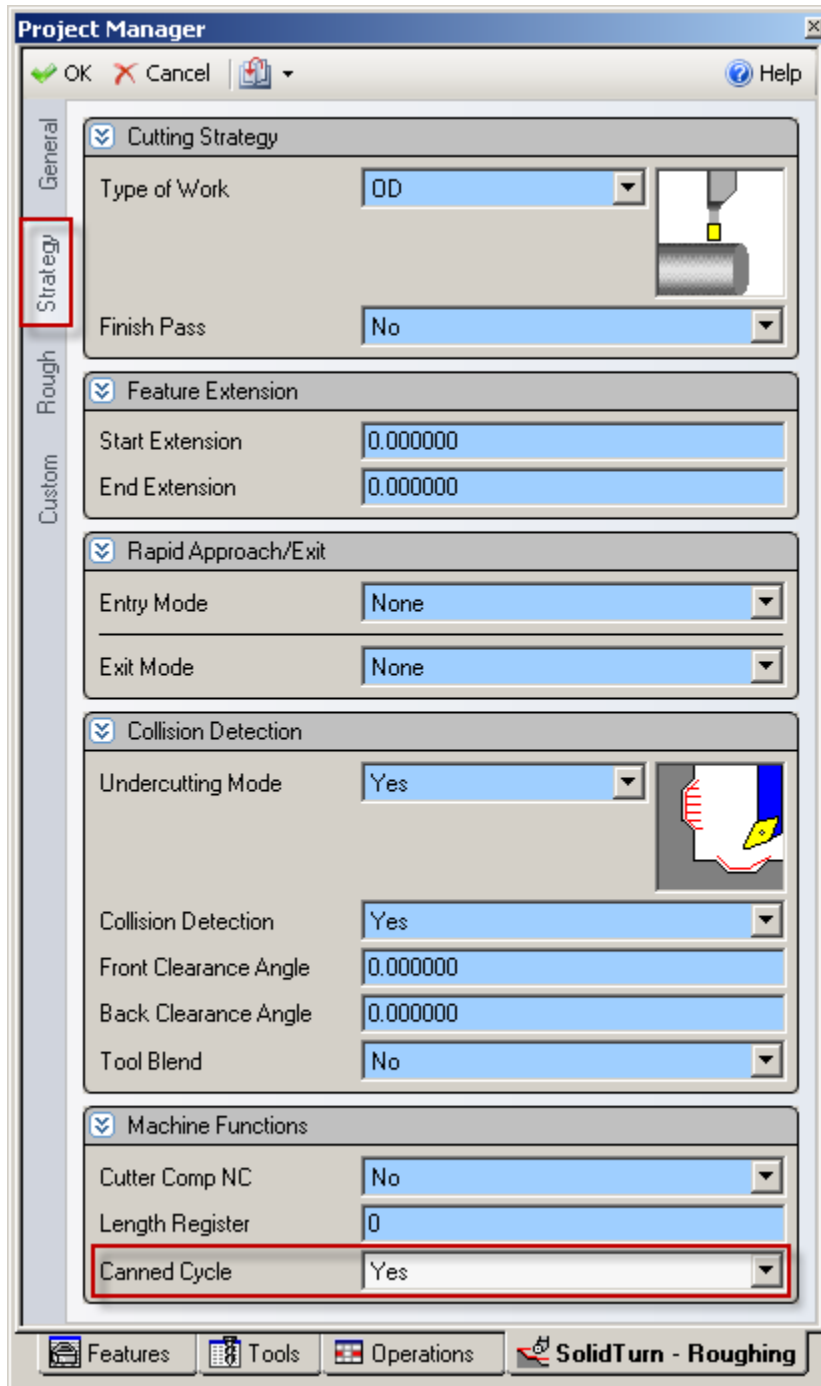 Project Manager
OK Cancel Help
General
Strategy
Rough
Custom
Cutting Strategy
Type of Work OD
Finish Pass No
Feature Extension
Start Extension 0.000000
End Extension 0.000000
Rapid Approach/Exit
Entry Mode None
Exit Mode None
Collision Detection
Undercutting Mode Yes
Collision Detection Yes
Front Clearance Angle 0.000000
Back Clearance Angle 0.000000
Tool Blend No
Machine Functions
Cutter Comp NC No
Length Register 0
Canned Cycle Yes
Features Tools Operations SolidTurn - Roughing